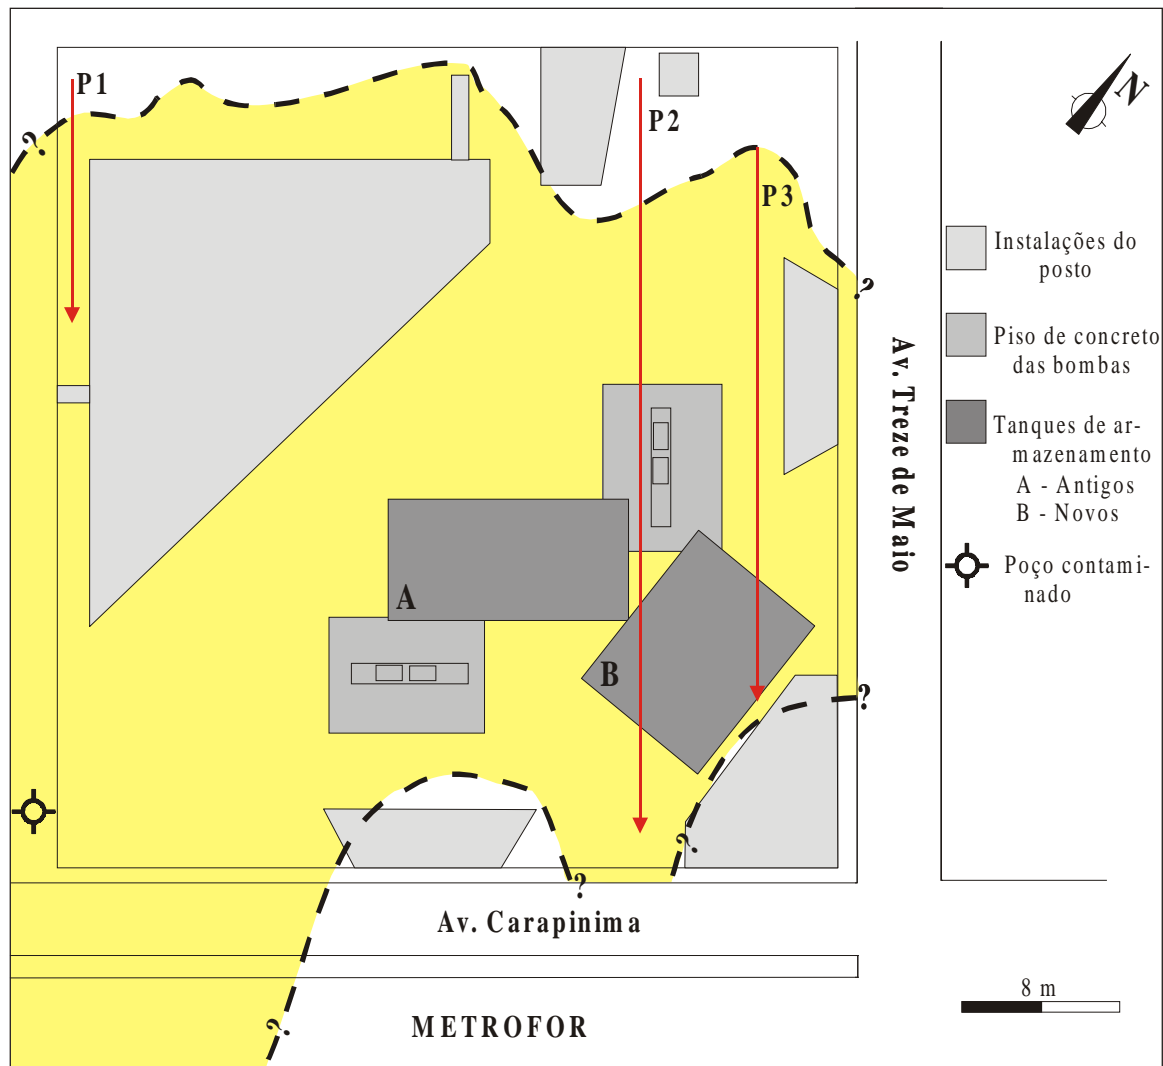 P1
P2
P3
N
?
?
Instalações do
posto
Piso de concreto
das bombas
Tanques de ar-
mazenamento
A - Antigos
B - Novos
Poço contami-
nado
Av. Treze de Maio
A
B
?
?
?
Av. Carapinima
8 m
?
METROFOR